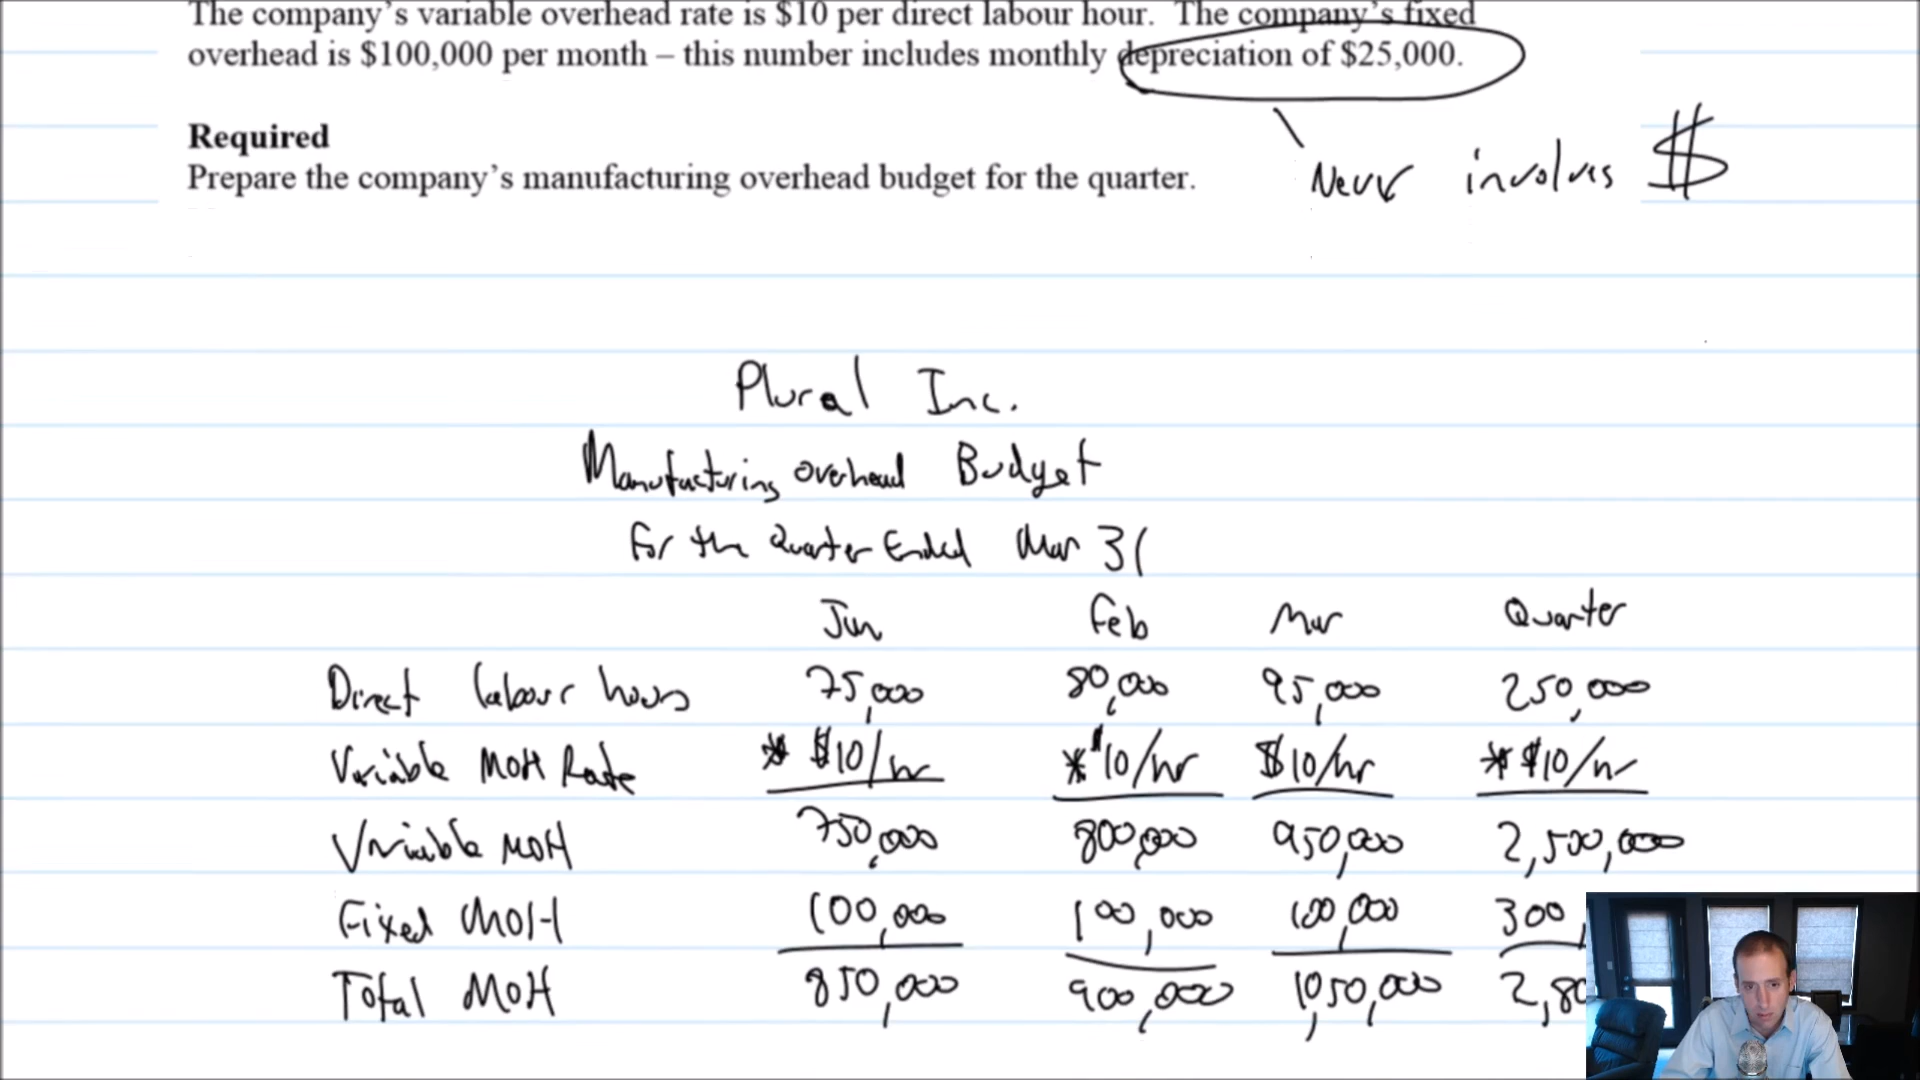 The company's variable overhead rate is $10 per direct labour hour. The company's fixed
overhead is $100,000 per month – this number includes monthly depreciation of $25,000.
Required
Prepare the company's manufacturing overhead budget for the quarter.
Never involves $
Plural Inc.
Manufacturing overhead Budget
For the Quarter Ended Mar 31
Jan Feb Mar Quarter
Direct labour hours 75,000 80,000 95,000 250,000
Variable MOH Rate * $10/hr * $10/hr $10/hr * $10/hr
Variable MOH 750,000 800,000 950,000 2,500,000
Fixed MOH 100,000 100,000 100,000 300,
Total MOH 850,000 900,000 1,050,000 2,80